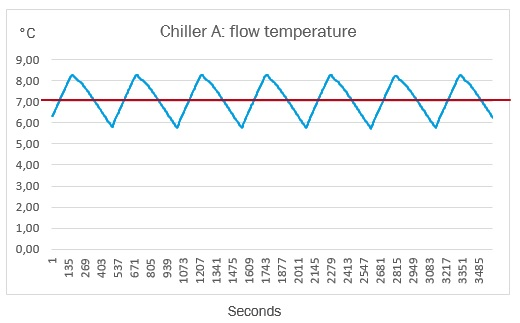 Chiller A: flow temperature
°C
9,00
8,00
7,00
6,00
5,00
4,00
3,00
2,00
1,00
0,00
1 135 269 403 537 671 805 939 1073 1207 1341 1475 1609 1743 1877 2011 2145 2279 2413 2547 2681 2815 2949 3083 3217 3351 3485
Seconds